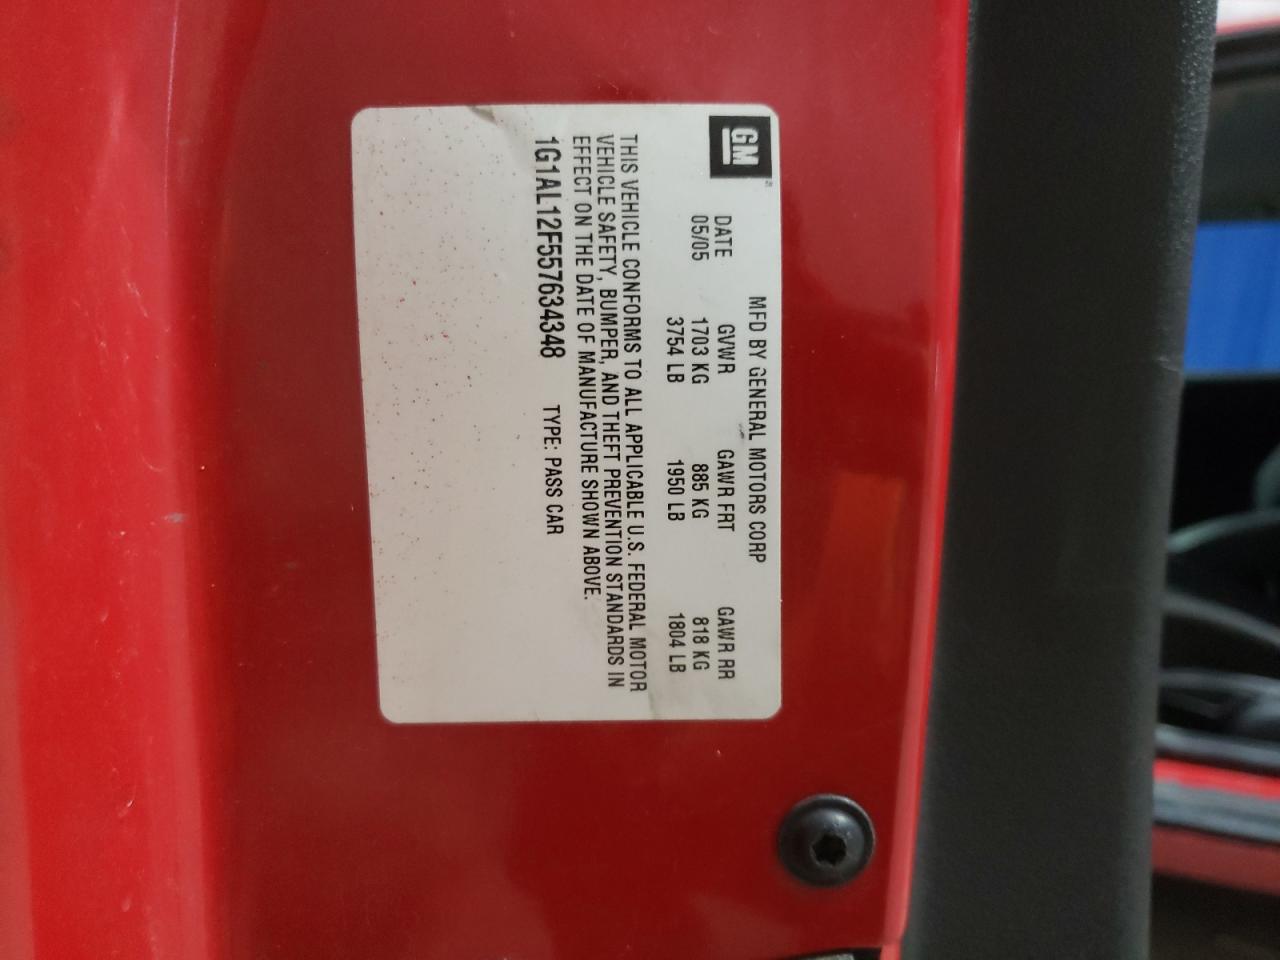 GM
MFD BY GENERAL MOTORS CORP
DATE GVWR GAWR FRT GAWR RR
05/05 1703 KG 885 KG 818 KG
3754 LB 1950 LB 1804 LB
THIS VEHICLE CONFORMS TO ALL APPLICABLE U.S. FEDERAL MOTOR
VEHICLE SAFETY, BUMPER, AND THEFT PREVENTION STANDARDS IN
EFFECT ON THE DATE OF MANUFACTURE SHOWN ABOVE.
1G1AL12F557634348 TYPE: PASS CAR